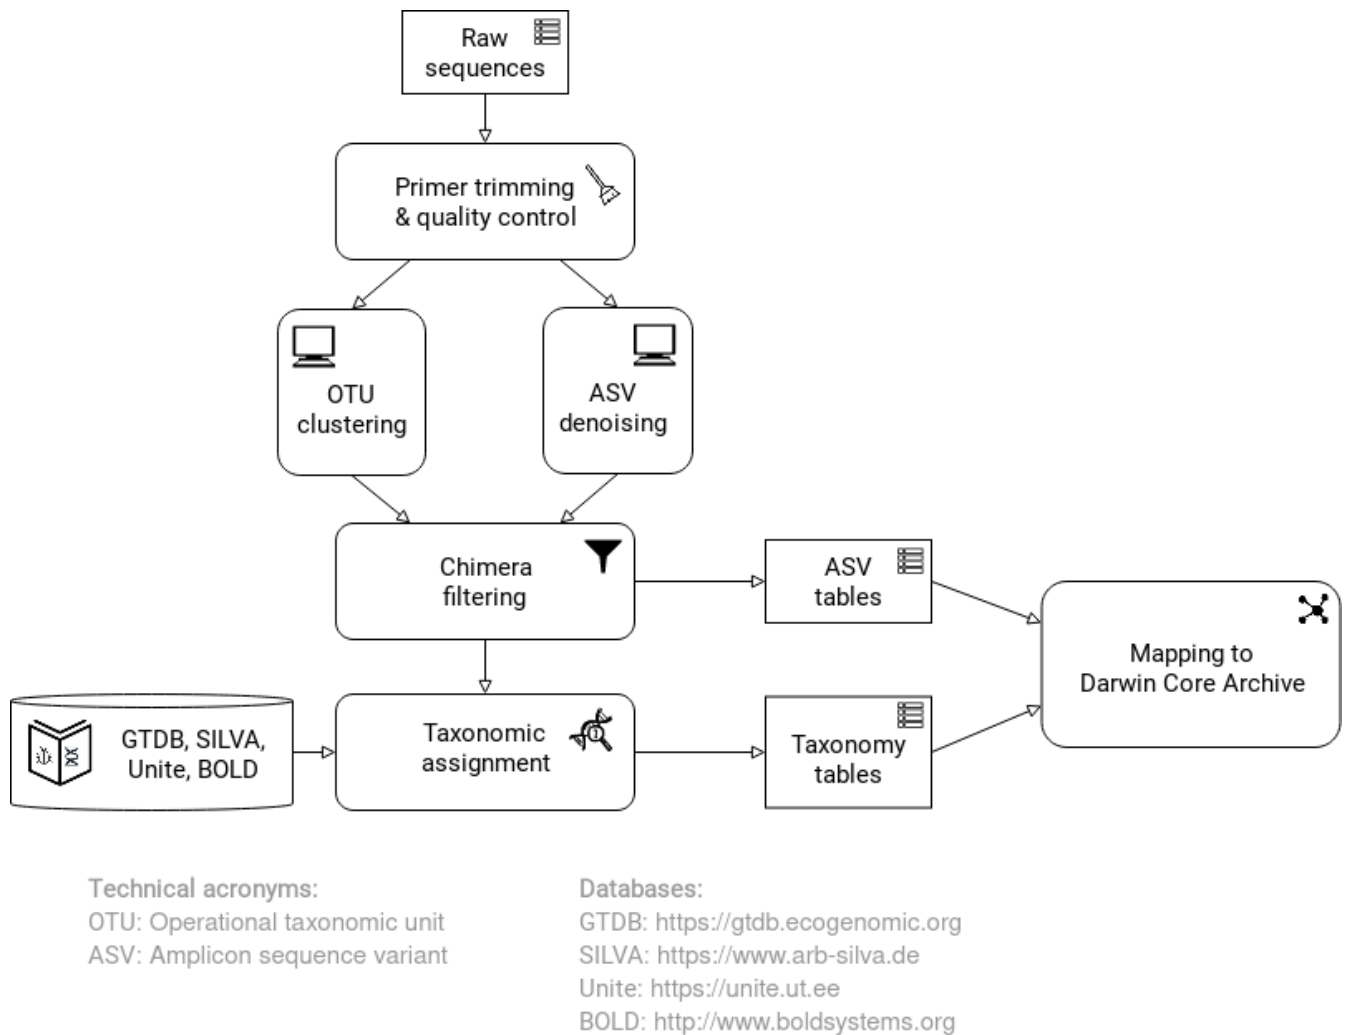 Raw
sequences
Primer trimming
& quality control
OTU
clustering
ASV
denoising
Chimera
filtering
ASV
tables
Mapping to
Darwin Core Archive
GTDB, SILVA,
Unite, BOLD
Taxonomic
assignment
Taxonomy
tables
Technical acronyms:
OTU: Operational taxonomic unit
ASV: Amplicon sequence variant
Databases:
GTDB: https://gtdb.ecogenomic.org
SILVA: https://www.arb-silva.de
Unite: https://unite.ut.ee
BOLD: http://www.boldsystems.org